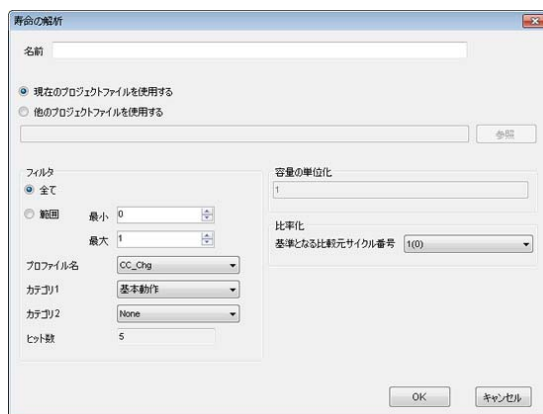 寿命の解析
名前
現在のプロジェクトファイルを使用する
他のプロジェクトファイルを使用する
参照
フィルタ
全て
範囲 最小 0
最大 1
プロファイル名 CC_Chg
カテゴリ1 基本動作
カテゴリ2 None
ヒット数 5
容量の単位化
1
比率化
基準となる比較元サイクル番号 1(0)
OK キャンセル